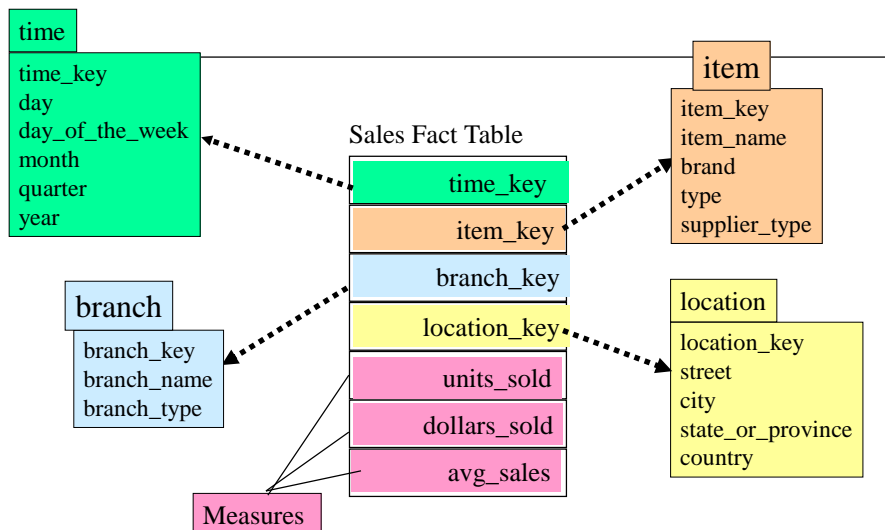 time
time_key
day
day_of_the_week
month
quarter
year
item
item_key
item_name
brand
type
supplier_type
Sales Fact Table
time_key
item_key
branch_key
location_key
units_sold
dollars_sold
avg_sales
branch
branch_key
branch_name
branch_type
location
location_key
street
city
state_or_province
country
Measures